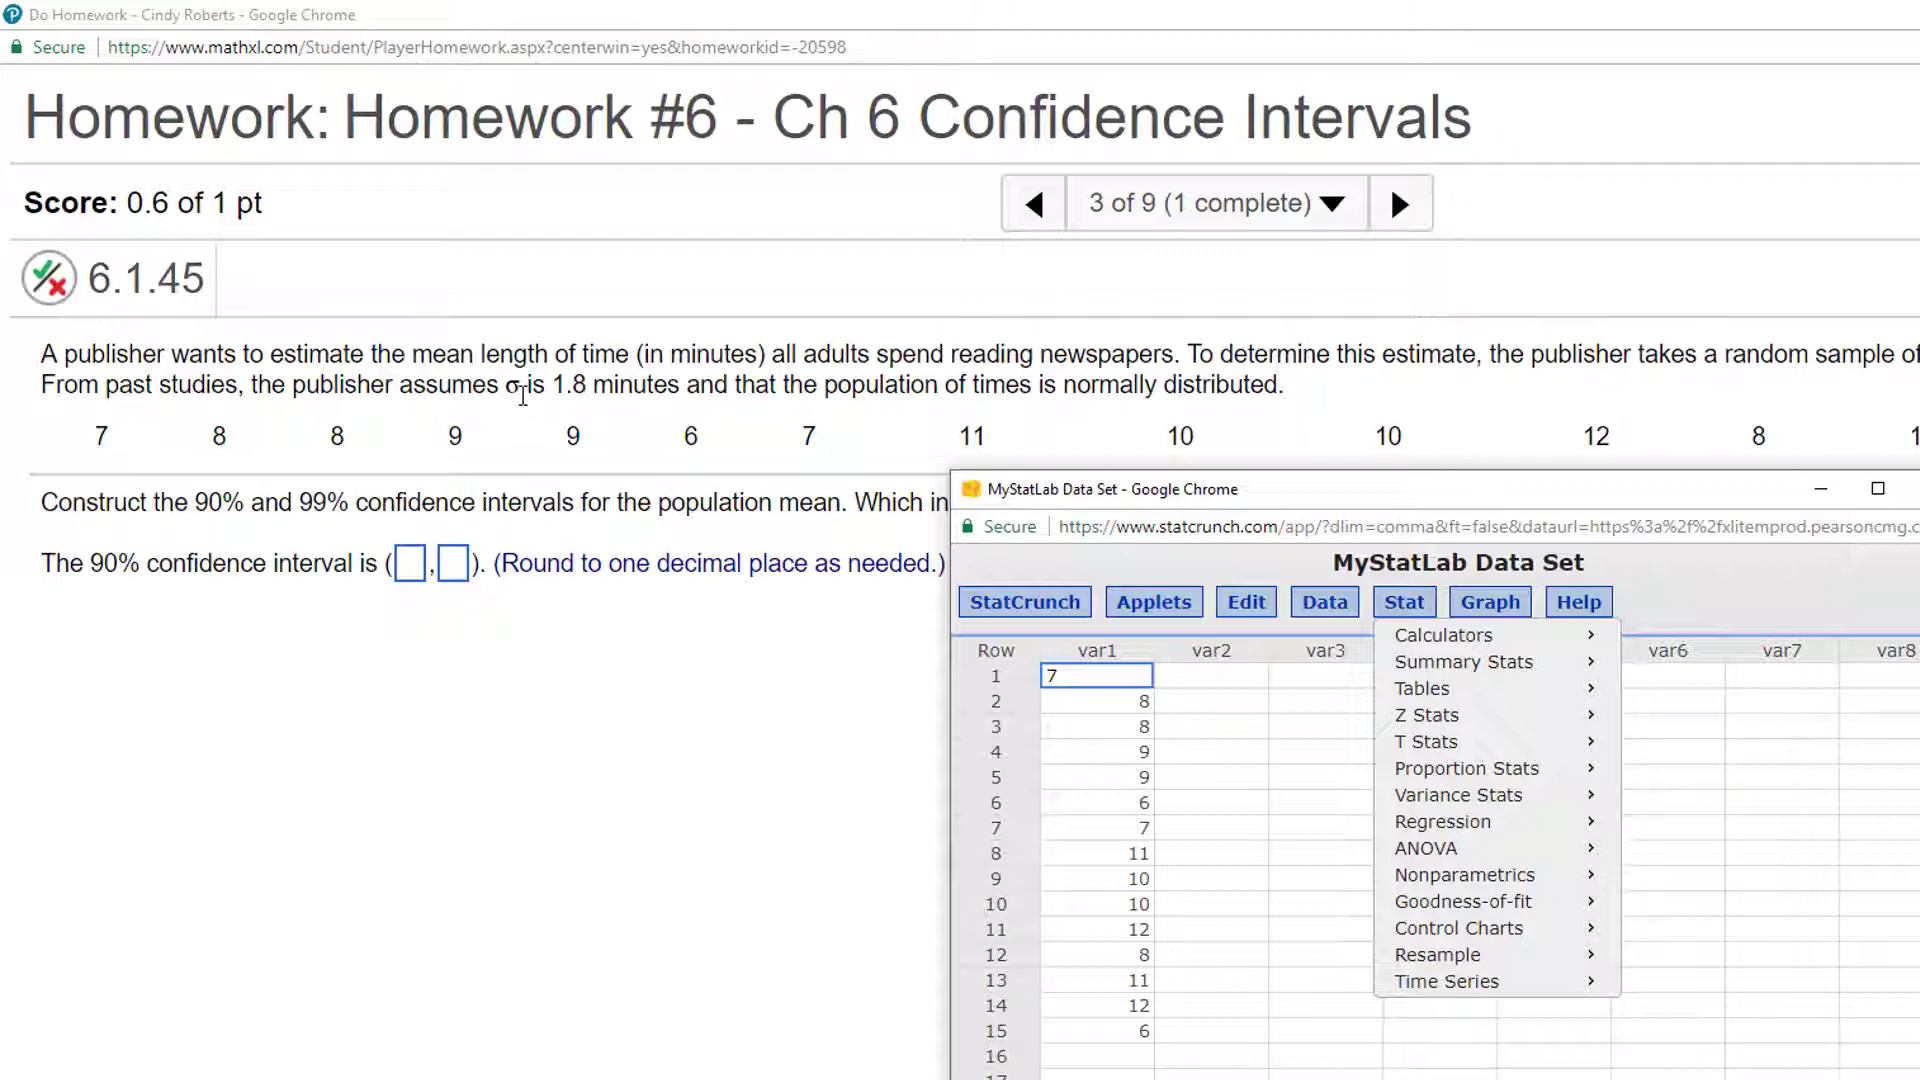 Do Homework - Cindy Roberts - Google Chrome
Secure | https://www.mathxl.com/Student/PlayerHomework.aspx?centerwin=yes&homeworkid=-20598
Homework: Homework #6 - Ch 6 Confidence Intervals
Score: 0.6 of 1 pt
3 of 9 (1 complete)
6.1.45
A publisher wants to estimate the mean length of time (in minutes) all adults spend reading newspapers. To determine this estimate, the publisher takes a random sample of
From past studies, the publisher assumes σ is 1.8 minutes and that the population of times is normally distributed.
7 8 8 9 9 6 7 11 10 10 12 8
Construct the 90% and 99% confidence intervals for the population mean. Which
The 90% confidence interval is ( , ). (Round to one decimal place as needed.)
MyStatLab Data Set - Google Chrome
Secure | https://www.statcrunch.com/app/?dlim=comma&ft=false&dataurl=https%3a%2f%2fxlitemprod.pearsoncmg.c
MyStatLab Data Set
StatCrunch Applets Edit Data Stat Graph Help
Row var1 var2 var3 var6 var7 var8
1 7
2 8
3 8
4 9
5 9
6 6
7 7
8 11
9 10
10 10
11 12
12 8
13 11
14 12
15 6
16
Calculators
Summary Stats
Tables
Z Stats
T Stats
Proportion Stats
Variance Stats
Regression
ANOVA
Nonparametrics
Goodness-of-fit
Control Charts
Resample
Time Series